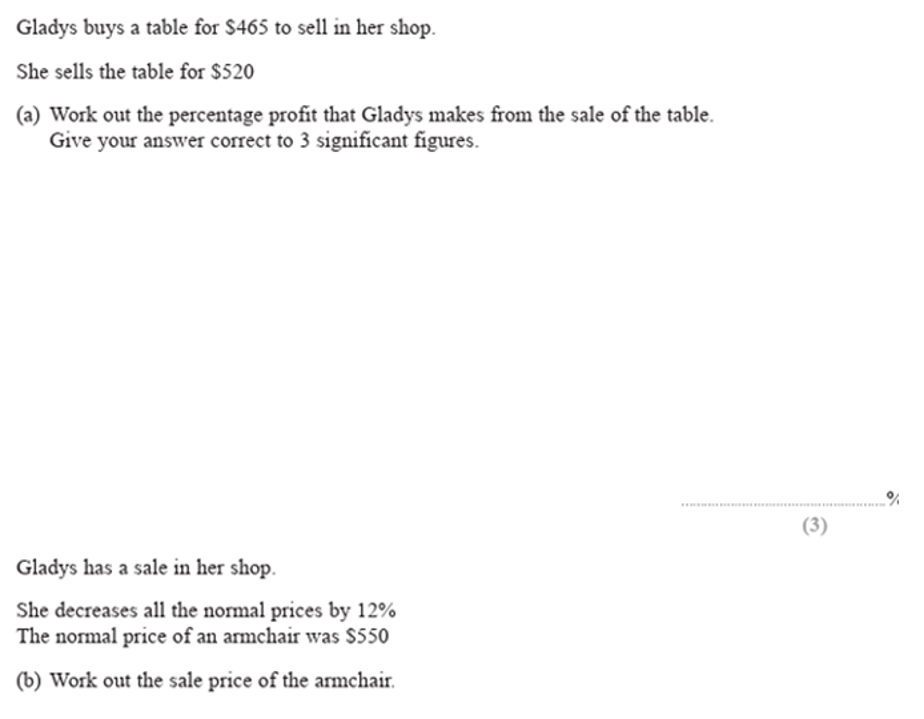 Gladys buys a table for $465 to sell in her shop.
She sells the table for $520
(a) Work out the percentage profit that Gladys makes from the sale of the table.
Give your answer correct to 3 significant figures.
....................................................%
(3)
Gladys has a sale in her shop.
She decreases all the normal prices by 12%
The normal price of an armchair was $550
(b) Work out the sale price of the armchair.